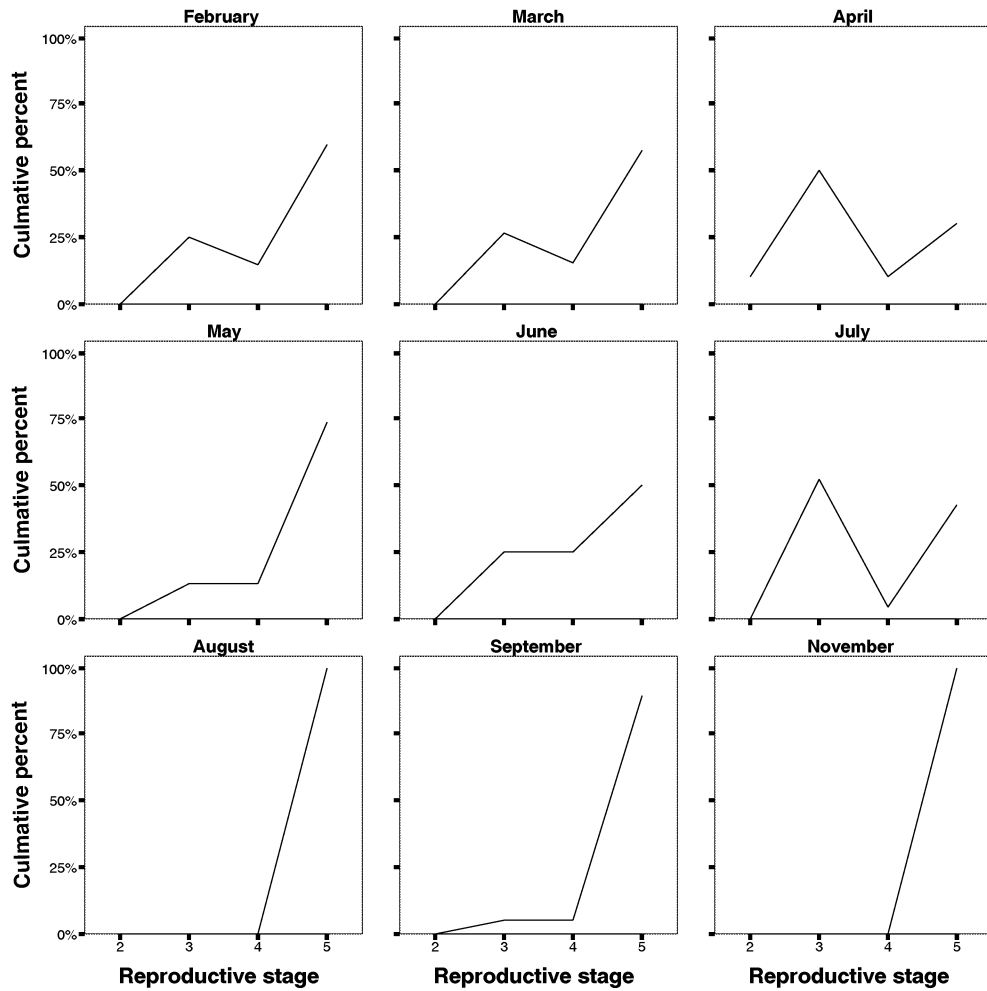 February March April
Culmative percent
100%
75%
50%
25%
0%
May June July
Culmative percent
100%
75%
50%
25%
0%
August September November
Culmative percent
100%
75%
50%
25%
0%
2 3 4 5 2 3 4 5 2 3 4 5
Reproductive stage Reproductive stage Reproductive stage